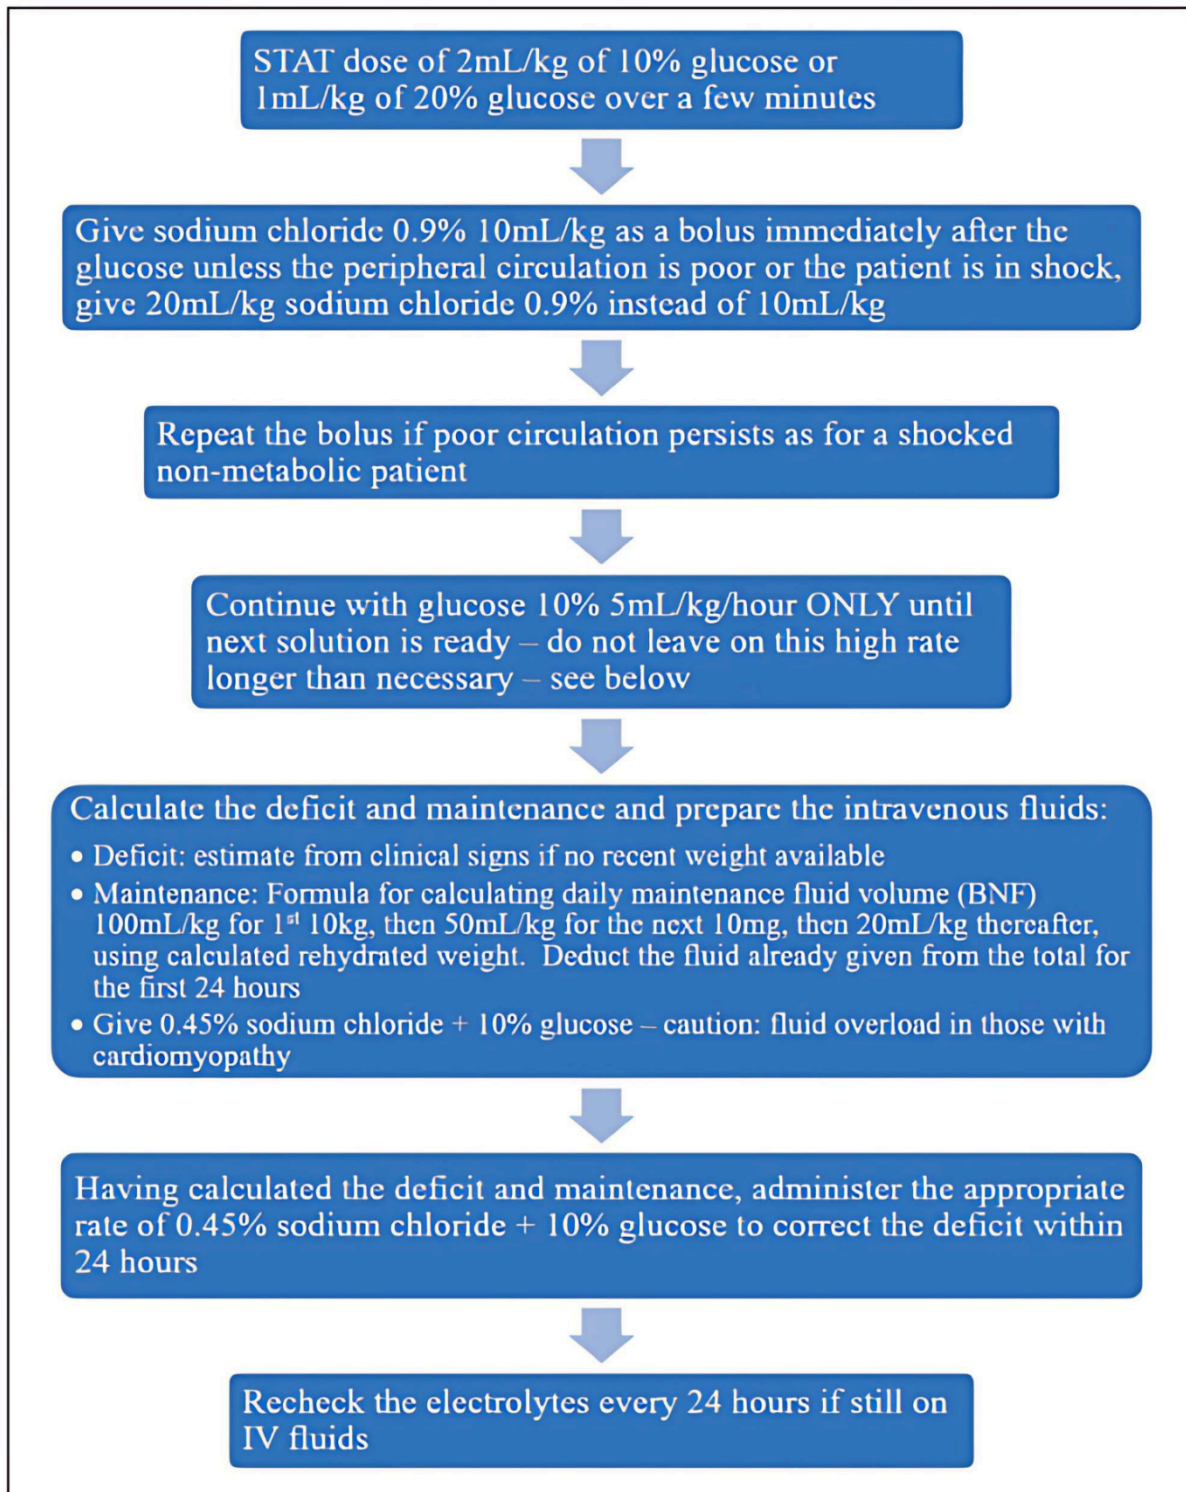 STAT dose of 2mL/kg of 10% glucose or
1mL/kg of 20% glucose over a few minutes
Give sodium chloride 0.9% 10mL/kg as a bolus immediately after the
glucose unless the peripheral circulation is poor or the patient is in shock,
give 20mL/kg sodium chloride 0.9% instead of 10mL/kg
Repeat the bolus if poor circulation persists as for a shocked
non-metabolic patient
Continue with glucose 10% 5mL/kg/hour ONLY until
next solution is ready – do not leave on this high rate
longer than necessary – see below
Calculate the deficit and maintenance and prepare the intravenous fluids:
• Deficit: estimate from clinical signs if no recent weight available
• Maintenance: Formula for calculating daily maintenance fluid volume (BNF)
100mL/kg for 1st 10kg, then 50mL/kg for the next 10mg, then 20mL/kg thereafter,
using calculated rehydrated weight. Deduct the fluid already given from the total for
the first 24 hours
• Give 0.45% sodium chloride + 10% glucose – caution: fluid overload in those with
cardiomyopathy
Having calculated the deficit and maintenance, administer the appropriate
rate of 0.45% sodium chloride + 10% glucose to correct the deficit within
24 hours
Recheck the electrolytes every 24 hours if still on
IV fluids